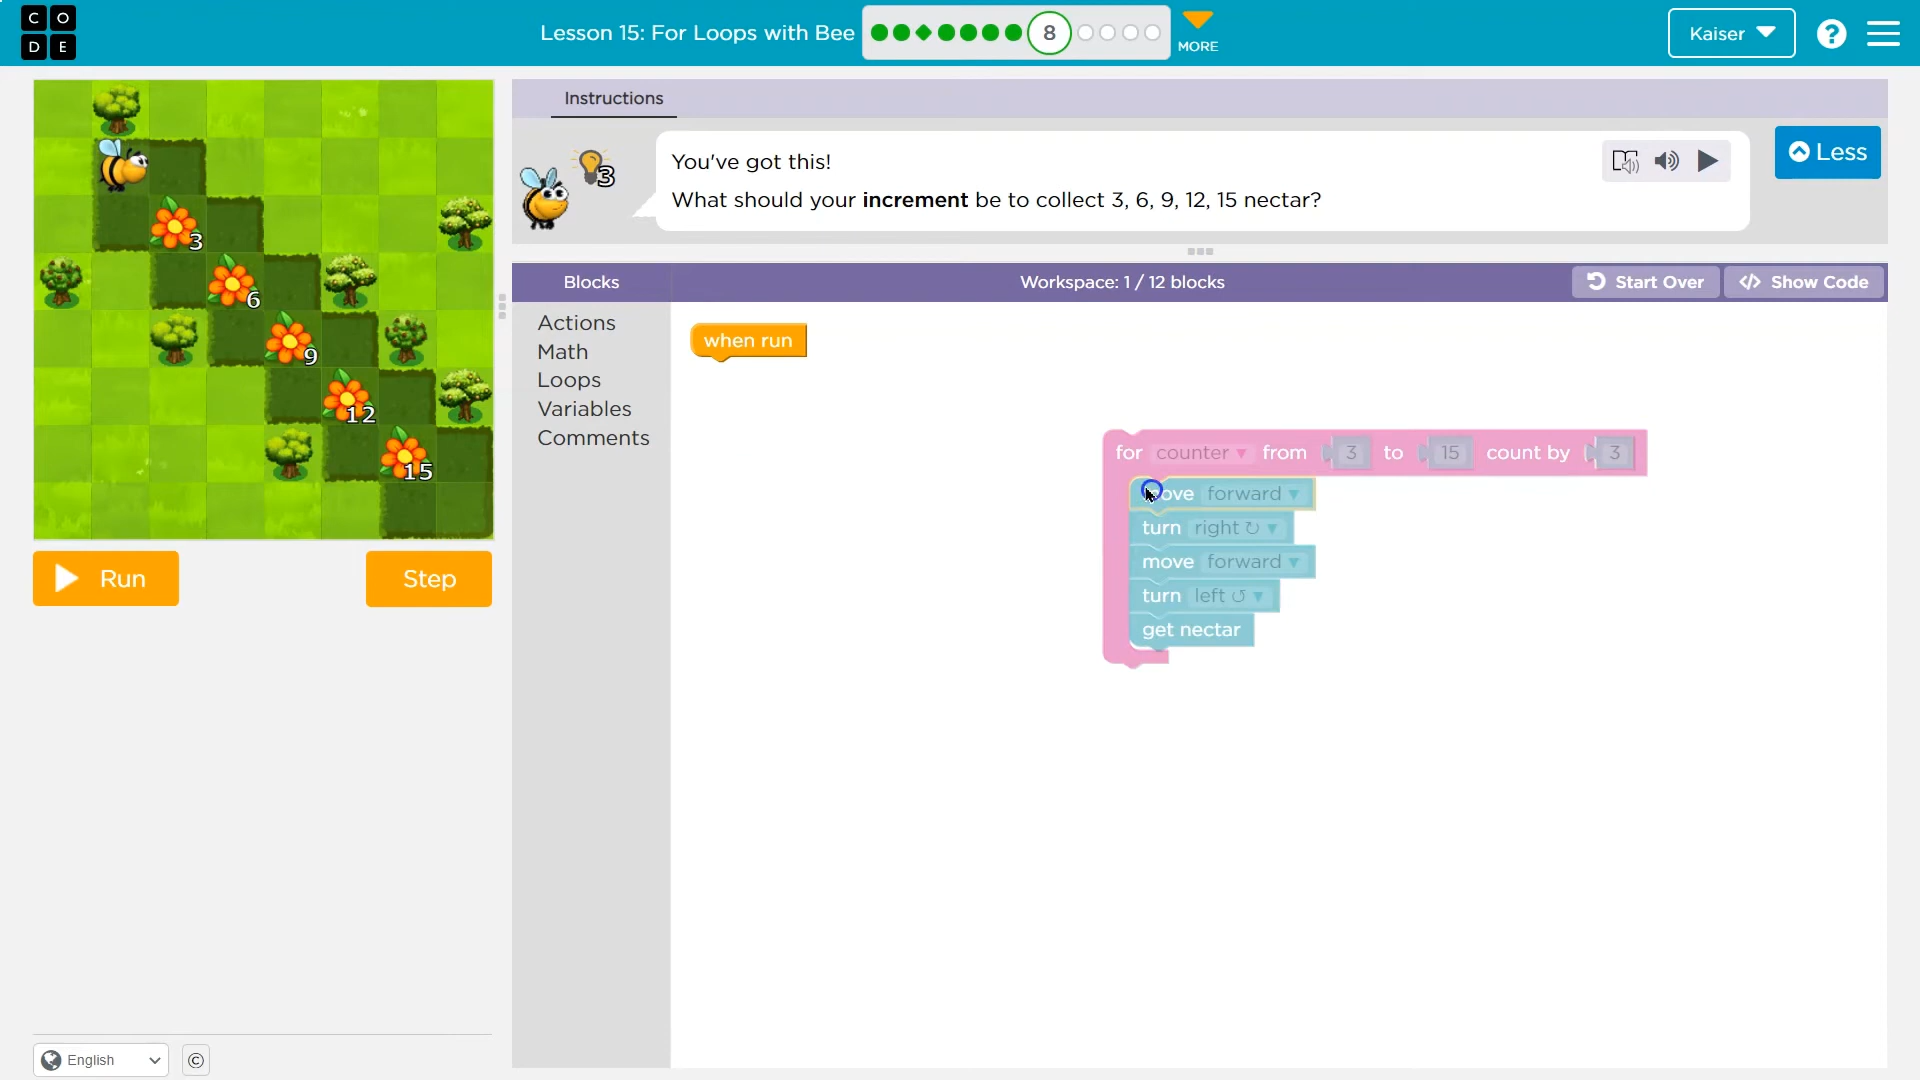 C O
D E
Lesson 15: For Loops with Bee
8
MORE
Kaiser
?
Instructions
3
You've got this!
What should your increment be to collect 3, 6, 9, 12, 15 nectar?
Less
Blocks
Workspace: 1 / 12 blocks
Start Over
</> Show Code
Actions
Math
Loops
Variables
Comments
when run
for counter ▾ from 3 to 15 count by 3
move forward ▾
turn right ↻ ▾
move forward ▾
turn left ↺ ▾
get nectar
3
6
9
12
15
Run
Step
English
©